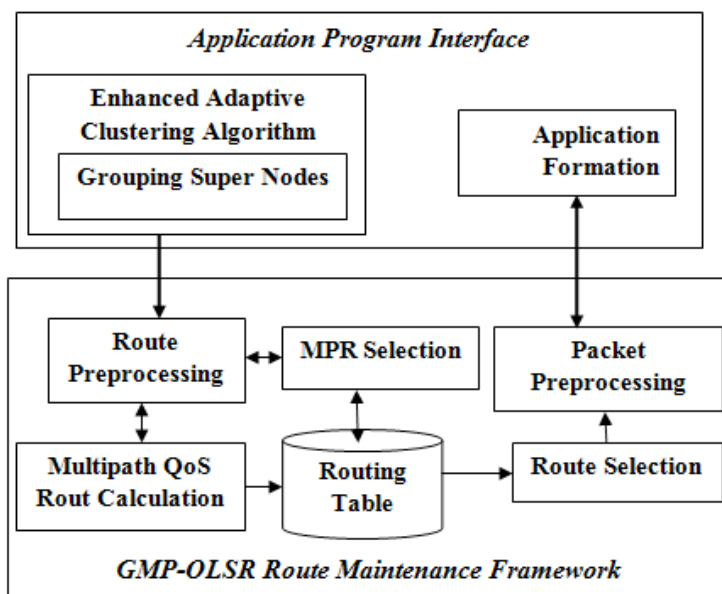 Application Program Interface
Enhanced Adaptive
Clustering Algorithm
Grouping Super Nodes
Application
Formation
Route
Preprocessing
MPR Selection
Packet
Preprocessing
Multipath QoS
Rout Calculation
Routing
Table
Route Selection
GMP-OLSR Route Maintenance Framework